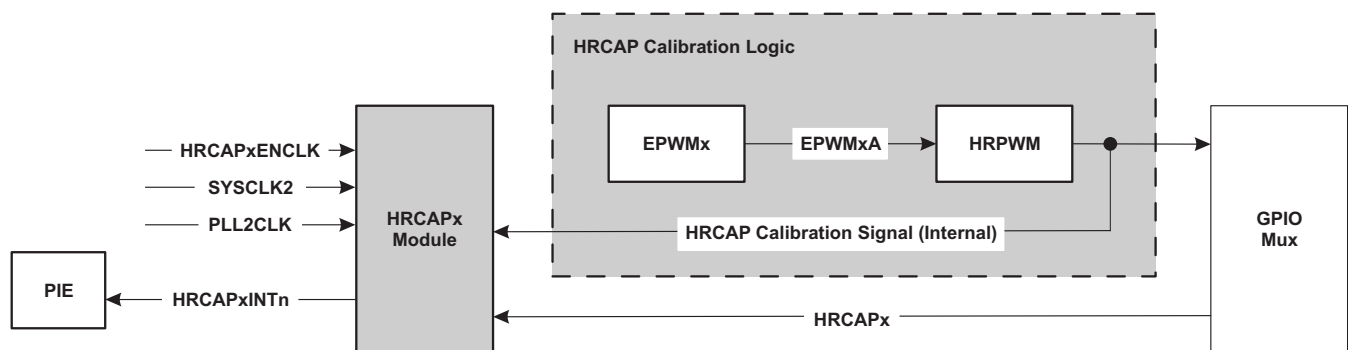 HRCAP Calibration Logic
EPWMx
EPWMxA
HRPWM
HRCAPxENCLK
SYSCLK2
PLL2CLK
HRCAPx
Module
HRCAP Calibration Signal (Internal)
GPIO
Mux
PIE
HRCAPxINTn
HRCAPx